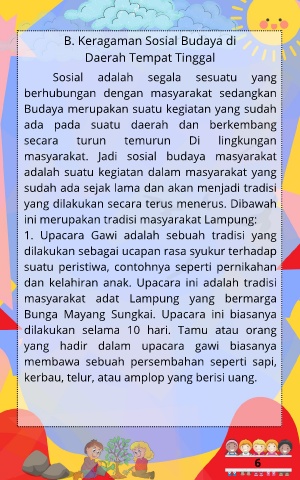 B. Keragaman Sosial Budaya di
Daerah Tempat Tinggal
Sosial adalah segala sesuatu yang
berhubungan dengan masyarakat sedangkan
Budaya merupakan suatu kegiatan yang sudah
ada pada suatu daerah dan berkembang
secara turun temurun Di lingkungan
masyarakat. Jadi sosial budaya masyarakat
adalah suatu kegiatan dalam masyarakat yang
sudah ada sejak lama dan akan menjadi tradisi
yang dilakukan secara terus menerus. Dibawah
ini merupakan tradisi masyarakat Lampung:
1. Upacara Gawi adalah sebuah tradisi yang
dilakukan sebagai ucapan rasa syukur terhadap
suatu peristiwa, contohnya seperti pernikahan
dan kelahiran anak. Upacara ini adalah tradisi
masyarakat adat Lampung yang bermarga
Bunga Mayang Sungkai. Upacara ini biasanya
dilakukan selama 10 hari. Tamu atau orang
yang hadir dalam upacara gawi biasanya
membawa sebuah persembahan seperti sapi,
kerbau, telur, atau amplop yang berisi uang.
6